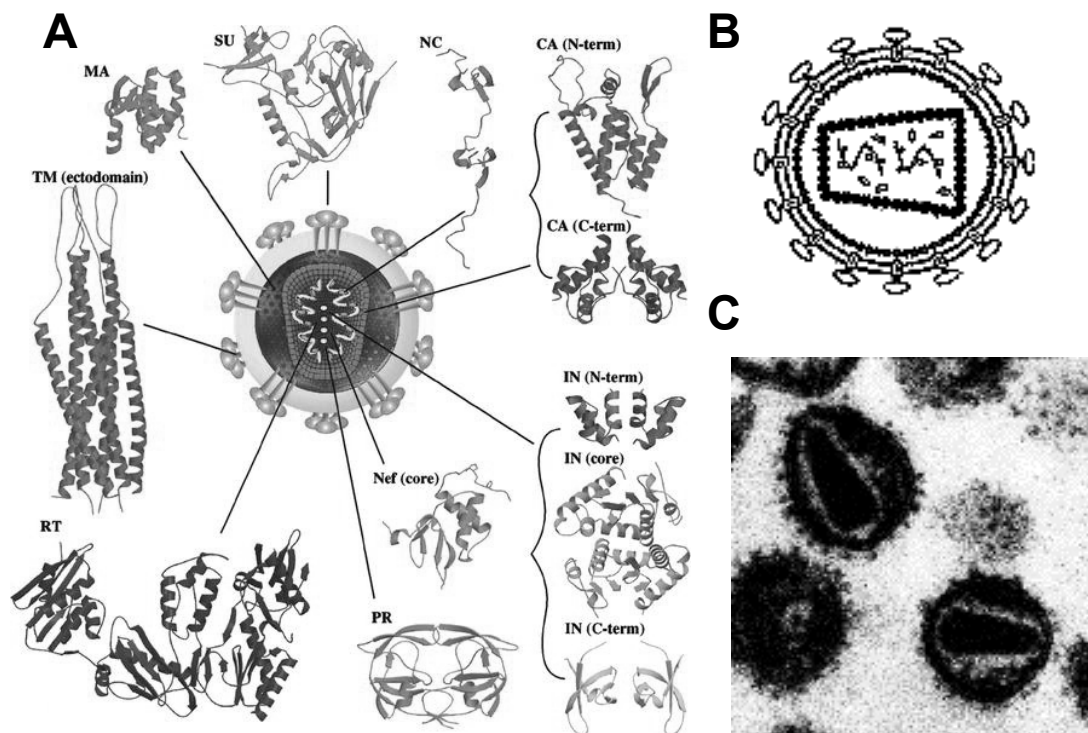 A
B
C
MA
SU
NC
CA (N-term)
TM (ectodomain)
CA (C-term)
IN (N-term)
Nef (core)
IN (core)
RT
PR
IN (C-term)